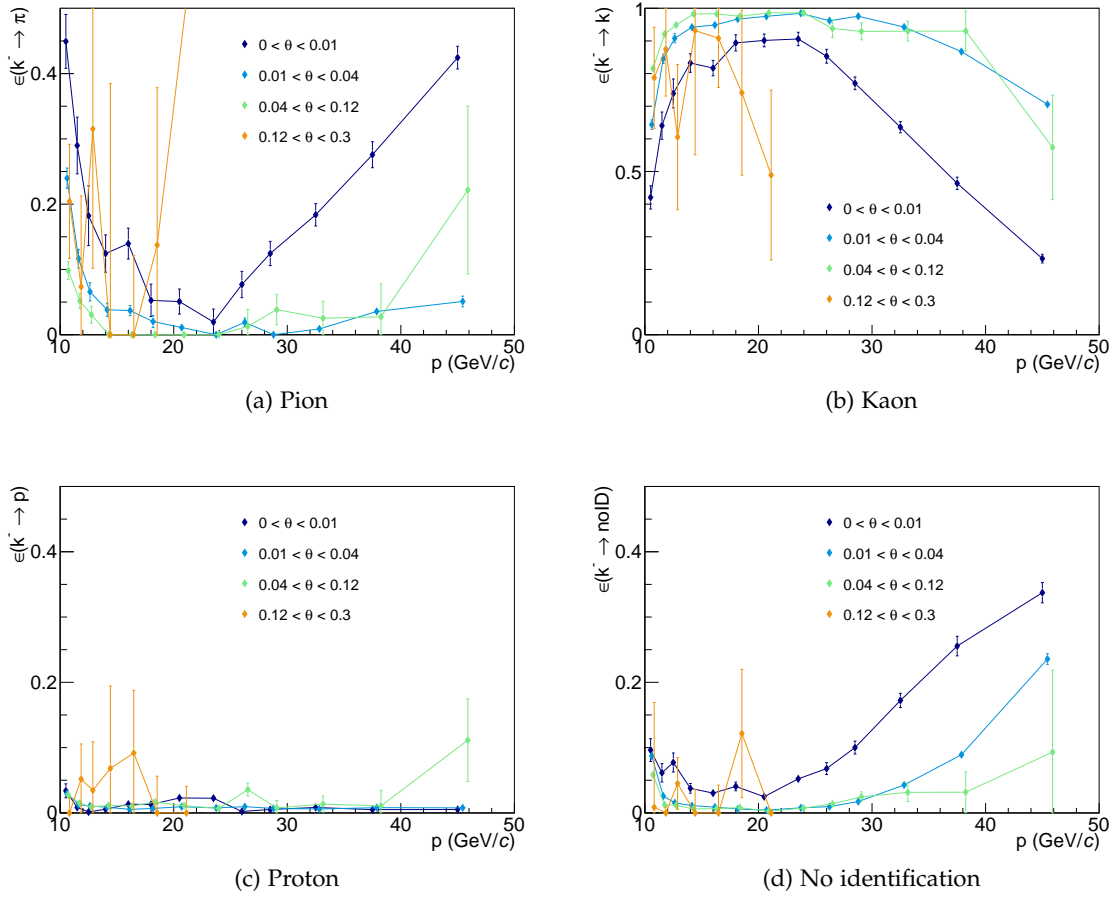 ϵ(k⁻ → π)
0.4
0.2
0
10 20 30 40 50
p (GeV/c)
0 < θ < 0.01
0.01 < θ < 0.04
0.04 < θ < 0.12
0.12 < θ < 0.3
(a) Pion
ϵ(k⁻ → k)
1
0.5
0
10 20 30 40 50
p (GeV/c)
0 < θ < 0.01
0.01 < θ < 0.04
0.04 < θ < 0.12
0.12 < θ < 0.3
(b) Kaon
ϵ(k⁻ → p)
0.4
0.2
0
10 20 30 40 50
p (GeV/c)
0 < θ < 0.01
0.01 < θ < 0.04
0.04 < θ < 0.12
0.12 < θ < 0.3
(c) Proton
ϵ(k⁻ → noID)
0.4
0.2
0
10 20 30 40 50
p (GeV/c)
0 < θ < 0.01
0.01 < θ < 0.04
0.04 < θ < 0.12
0.12 < θ < 0.3
(d) No identification